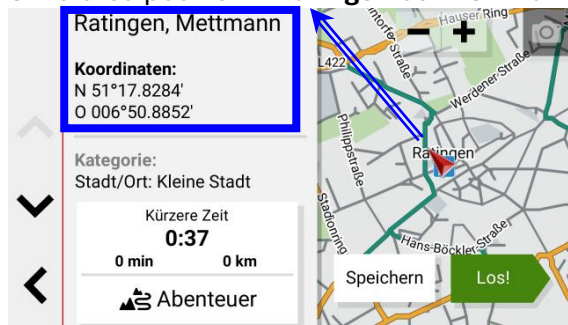 Ratingen, Mettmann
Koordinaten:
N 51°17.8284'
O 006°50.8852'
Kategorie:
Stadt/Ort: Kleine Stadt
Kürzere Zeit
0:37
0 min 0 km
Abenteuer
Hauser Ring
L422
Werdener Straße
Philippstraße
Ratingen
Stadionring
Hans-Böckler-Straße
Speichern
Los!